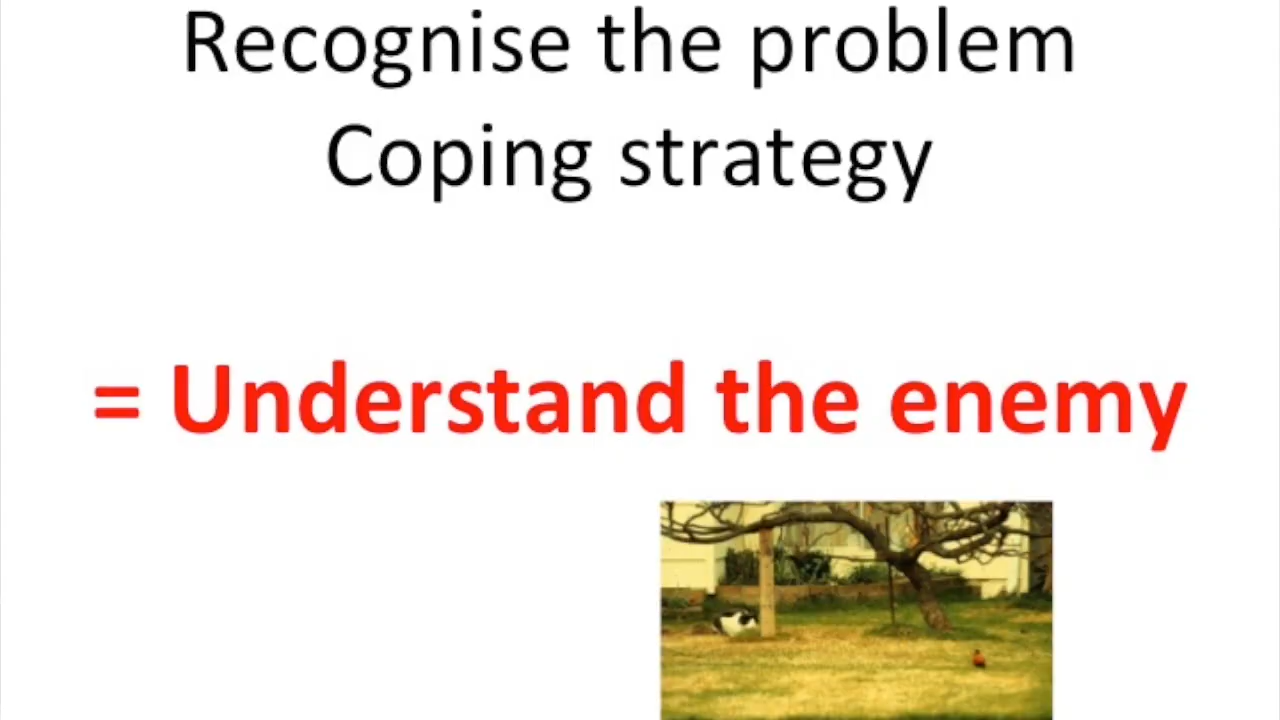 Recognise the problem
Coping strategy
= Understand the enemy